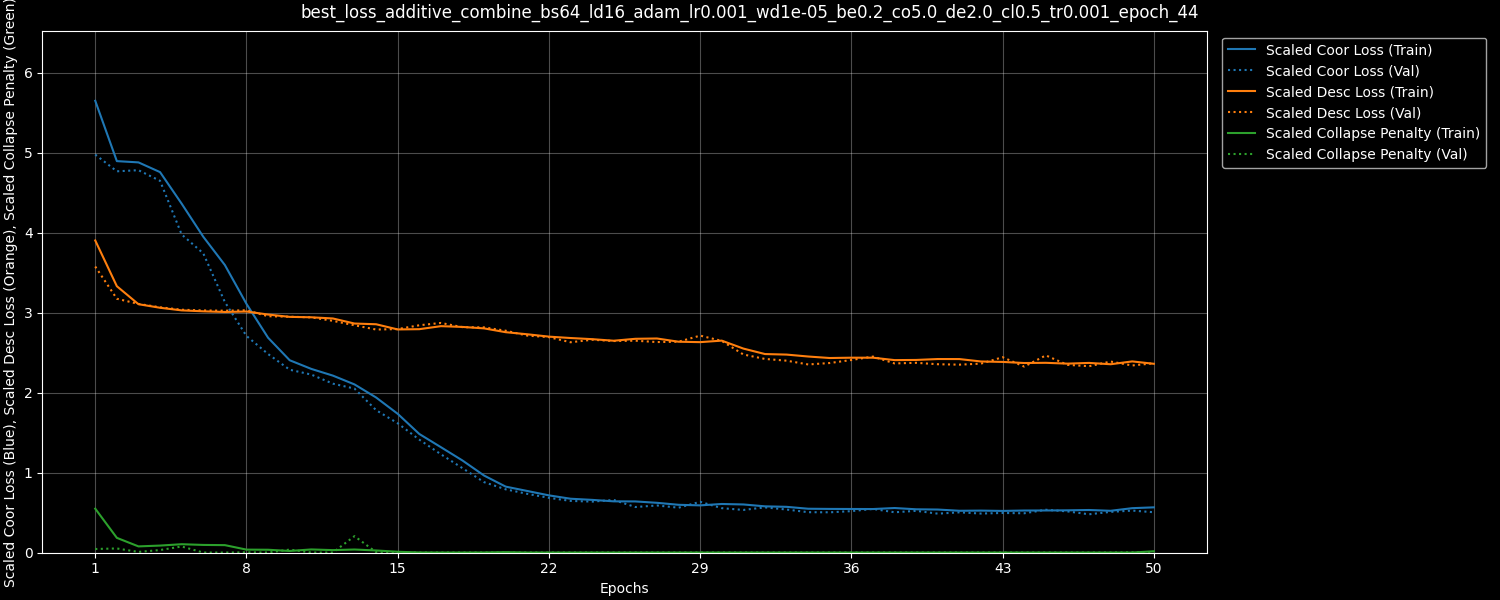 best_loss_additive_combine_bs64_ld16_adam_lr0.001_wd1e-05_be0.2_co5.0_de2.0_cl0.5_tr0.001_epoch_44
Scaled Coor Loss (Blue), Scaled Desc Loss (Orange), Scaled Collapse Penalty (Green)
6
5
4
3
2
1
0
1 8 15 22 29 36 43 50
Epochs
Scaled Coor Loss (Train)
Scaled Coor Loss (Val)
Scaled Desc Loss (Train)
Scaled Desc Loss (Val)
Scaled Collapse Penalty (Train)
Scaled Collapse Penalty (Val)